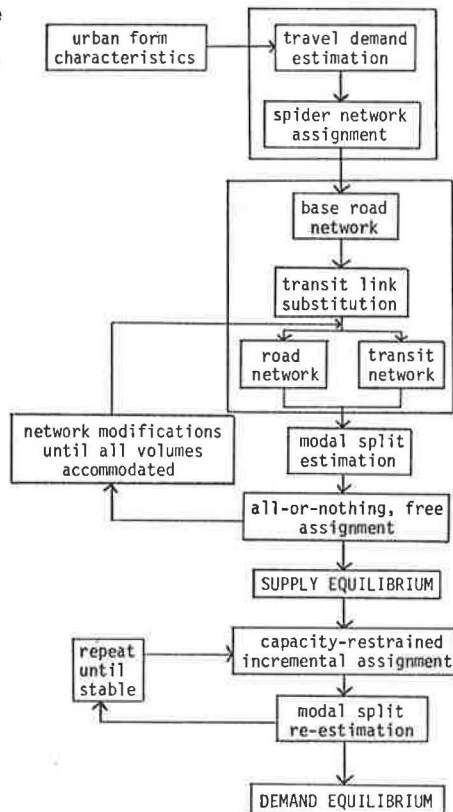 e
urban form
characteristics
travel demand
estimation
spider network
assignment
base road
network
transit link
substitution
road
network
transit
network
network modifications
until all volumes
accommodated
modal split
estimation
all-or-nothing, free
assignment
SUPPLY EQUILIBRIUM
repeat
until
stable
capacity-restrained
incremental assignment
modal split
re-estimation
DEMAND EQUILIBRIUM